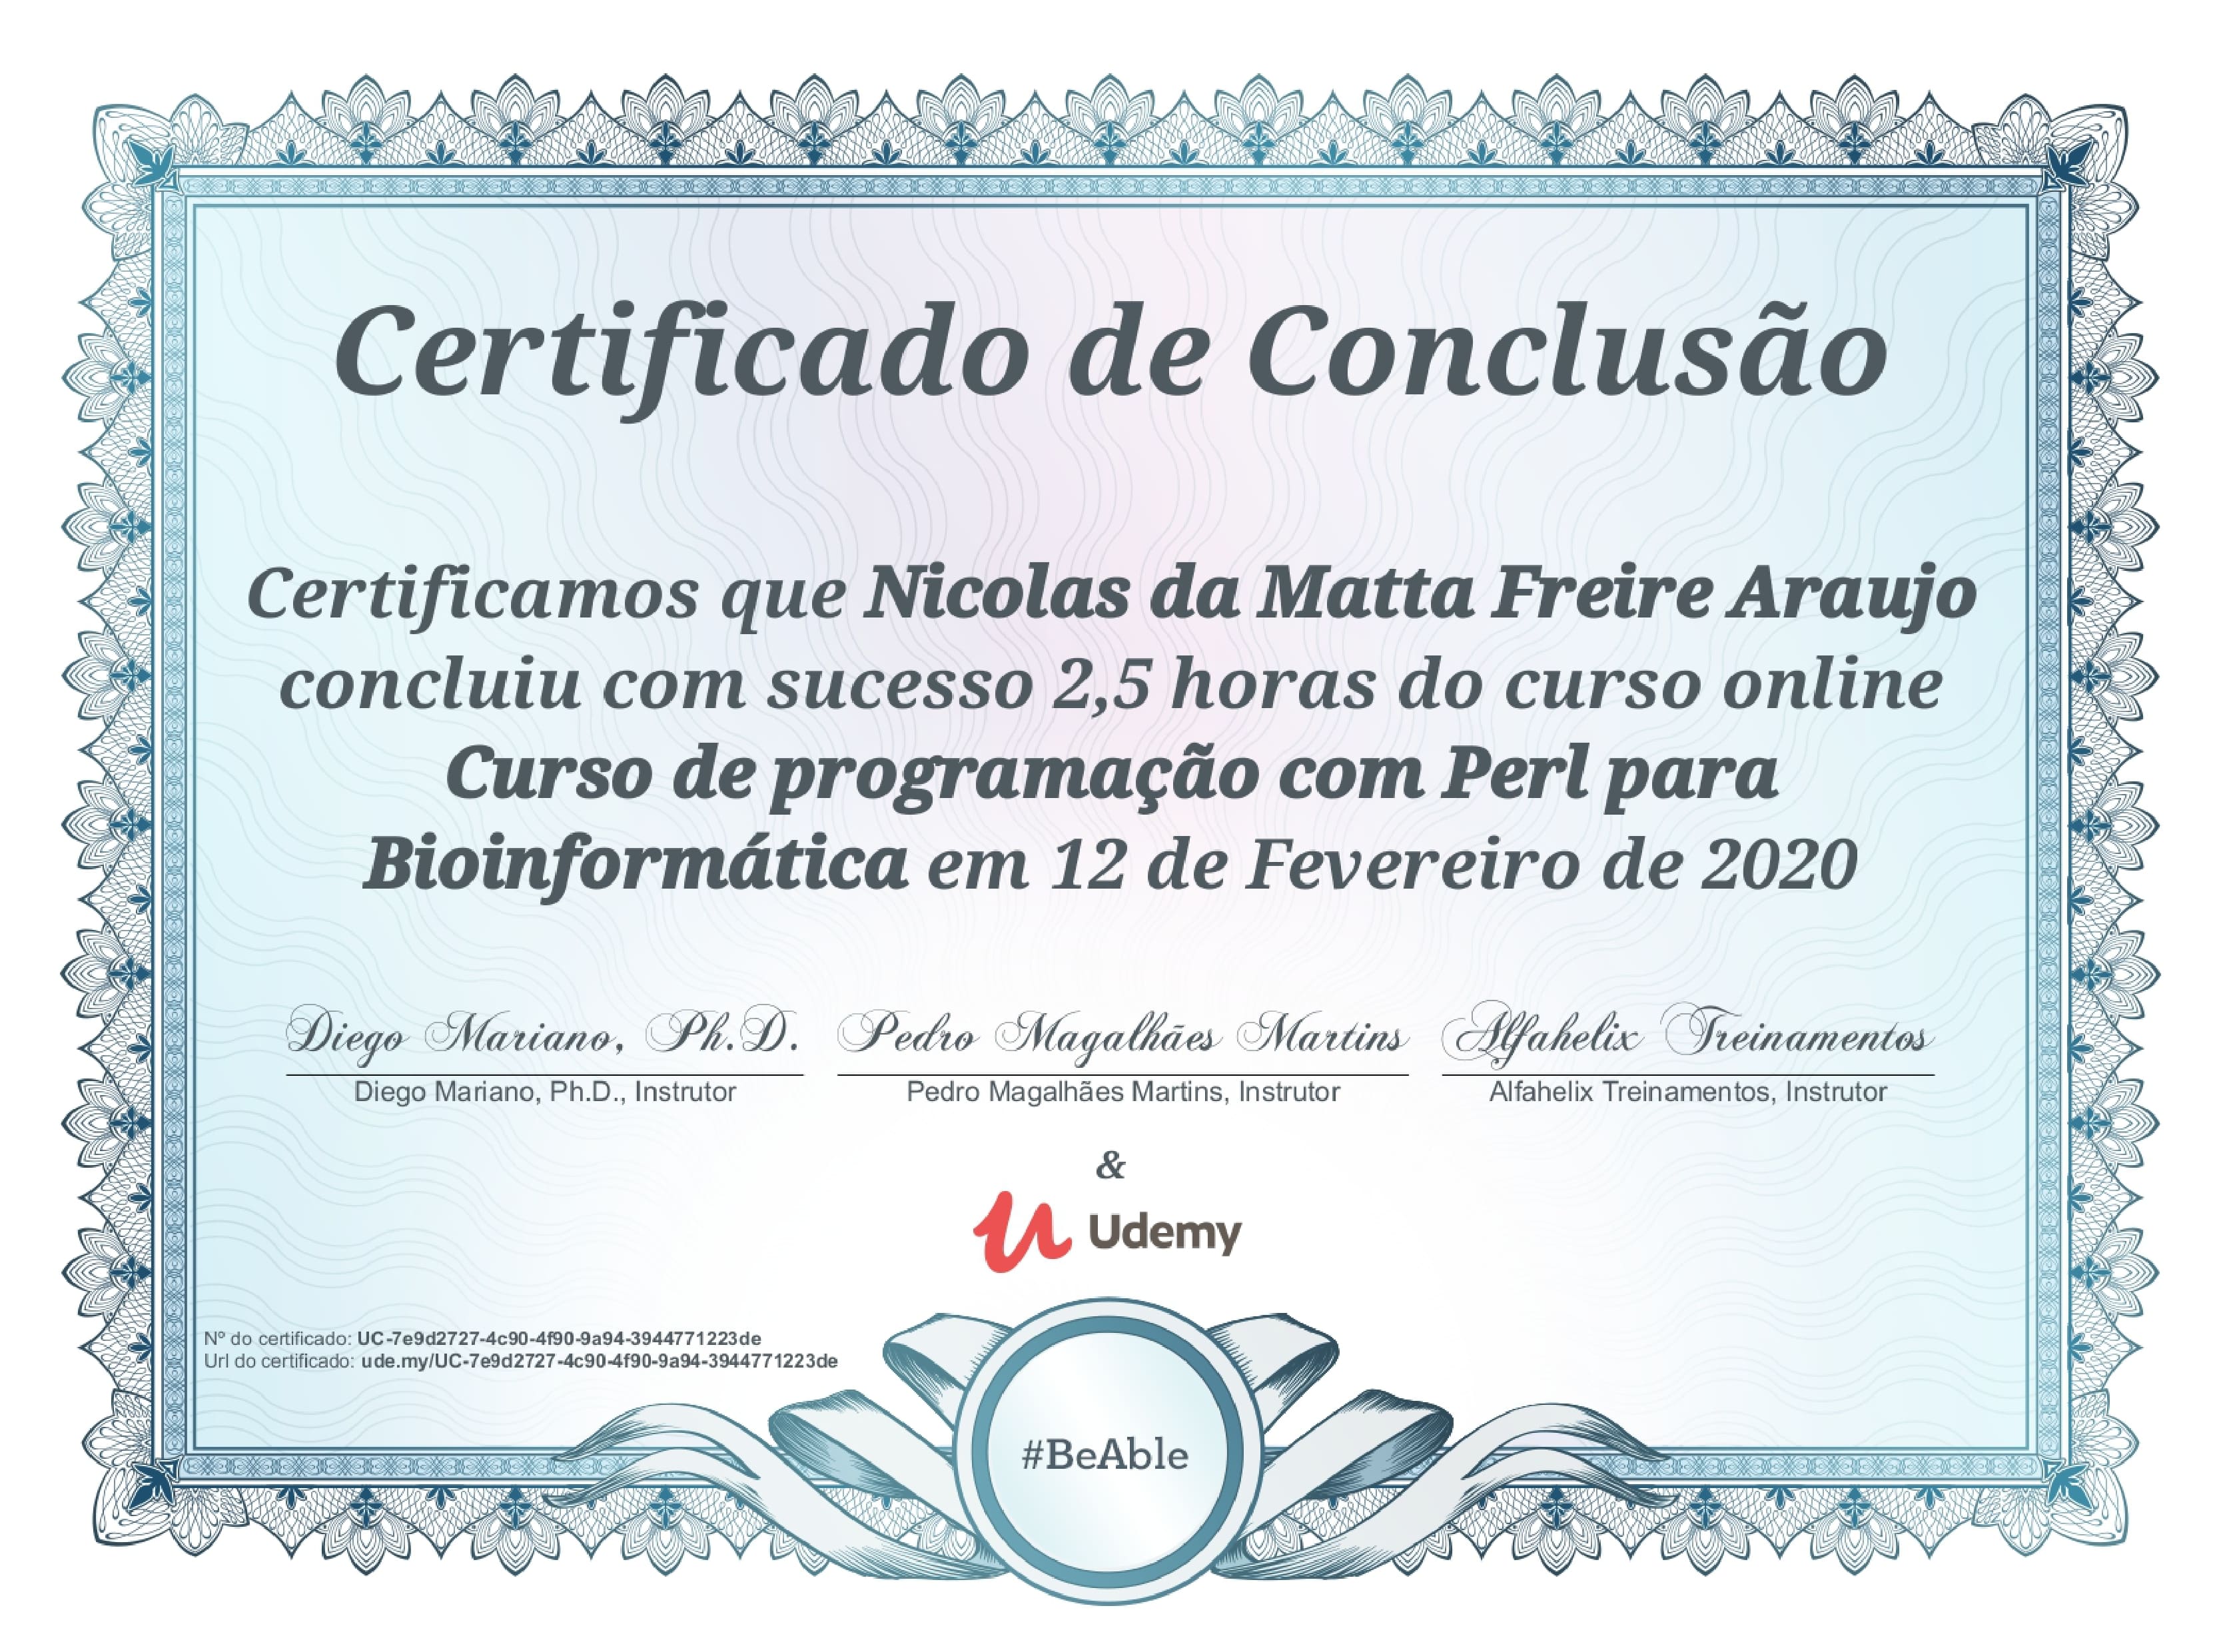 Certificado de Conclusão
Certificamos que Nicolas da Matta Freire Araujo
concluiu com sucesso 2,5 horas do curso online
Curso de programação com Perl para
Bioinformática em 12 de Fevereiro de 2020
Diego Mariano, Ph.D. Pedro Magalhães Martins Alfahelix Treinamentos
Diego Mariano, Ph.D., Instrutor Pedro Magalhães Martins, Instrutor Alfahelix Treinamentos, Instrutor
&
Udemy
Nº do certificado: UC-7e9d2727-4c90-4f90-9a94-3944771223de
Url do certificado: ude.my/UC-7e9d2727-4c90-4f90-9a94-3944771223de
#BeAble